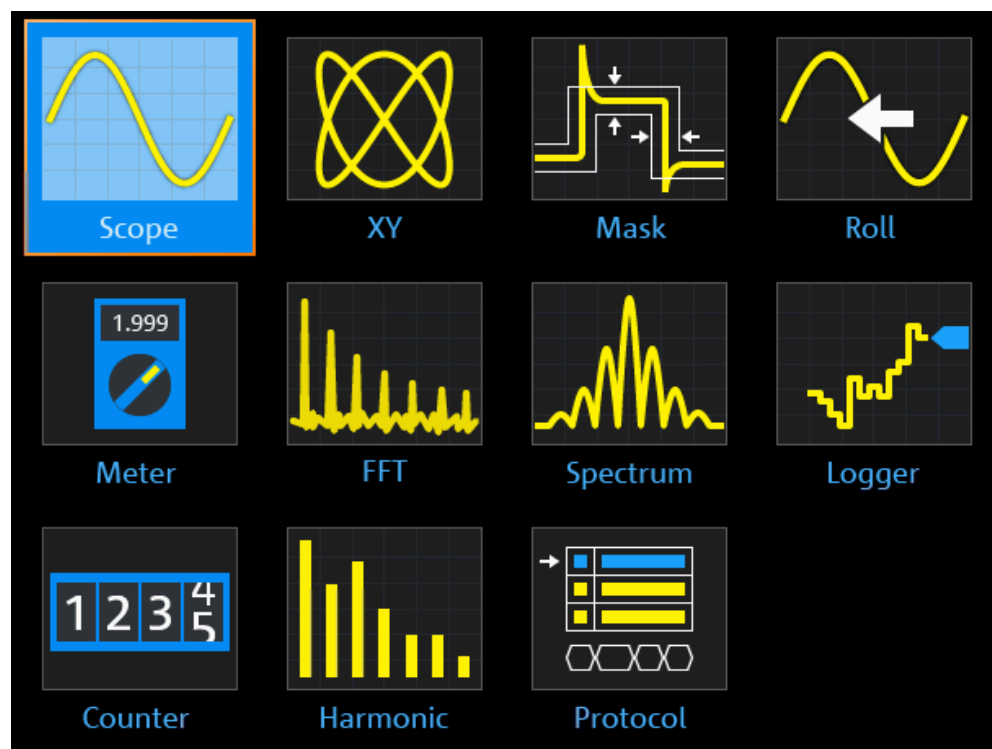 Scope
XY
Mask
Roll
1.999
Meter
FFT
Spectrum
Logger
1 2 3 4
5
Counter
Harmonic
Protocol